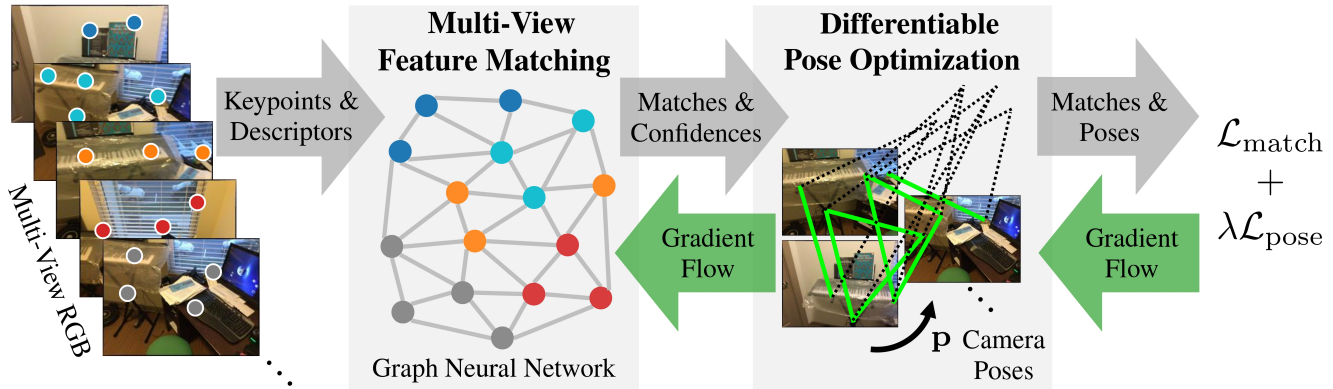 Multi-View RGB
Keypoints &
Descriptors
Multi-View
Feature Matching
Graph Neural Network
Matches &
Confidences
Gradient
Flow
Differentiable
Pose Optimization
p Camera
Poses
Matches &
Poses
Gradient
Flow
ℒmatch
+
λℒpose